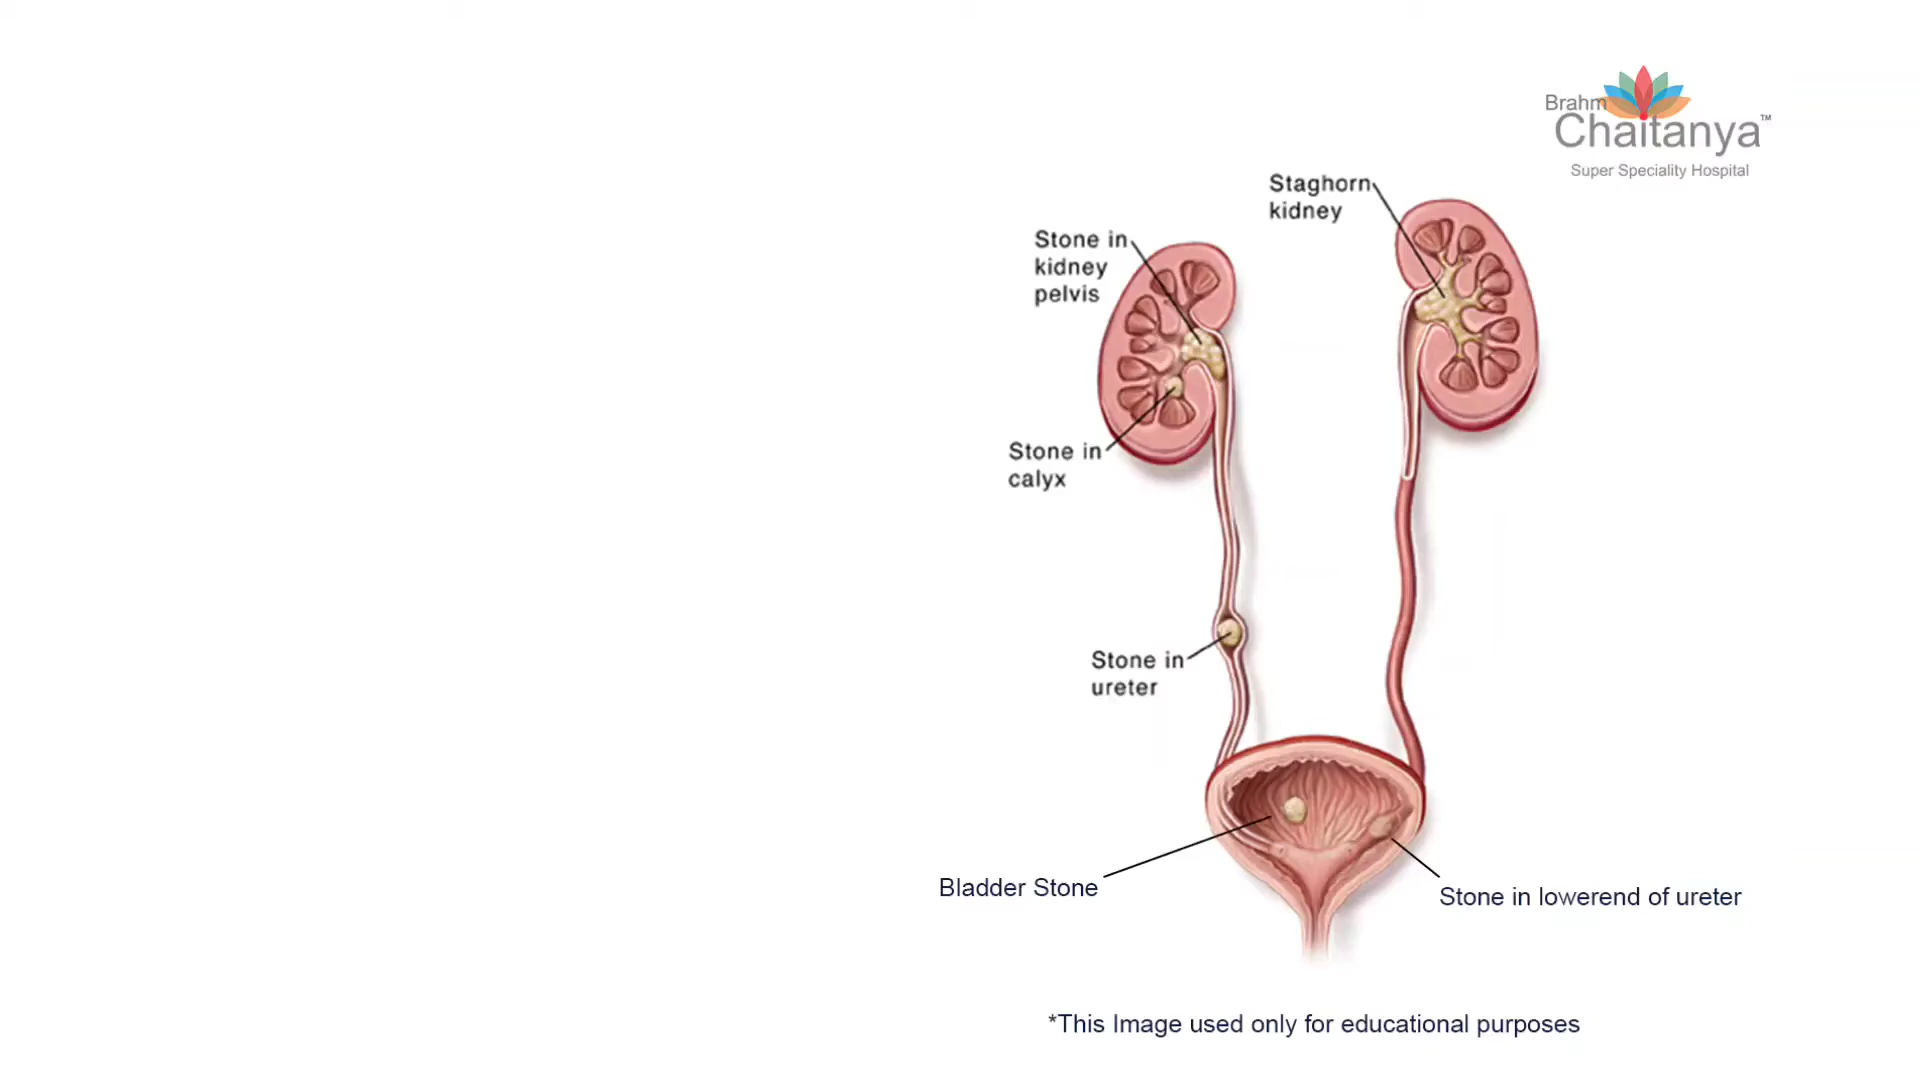 Brahm
Chaitanya™
Super Speciality Hospital
Staghorn
kidney
Stone in
kidney
pelvis
Stone in
calyx
Stone in
ureter
Bladder Stone
Stone in lowerend of ureter
*This Image used only for educational purposes